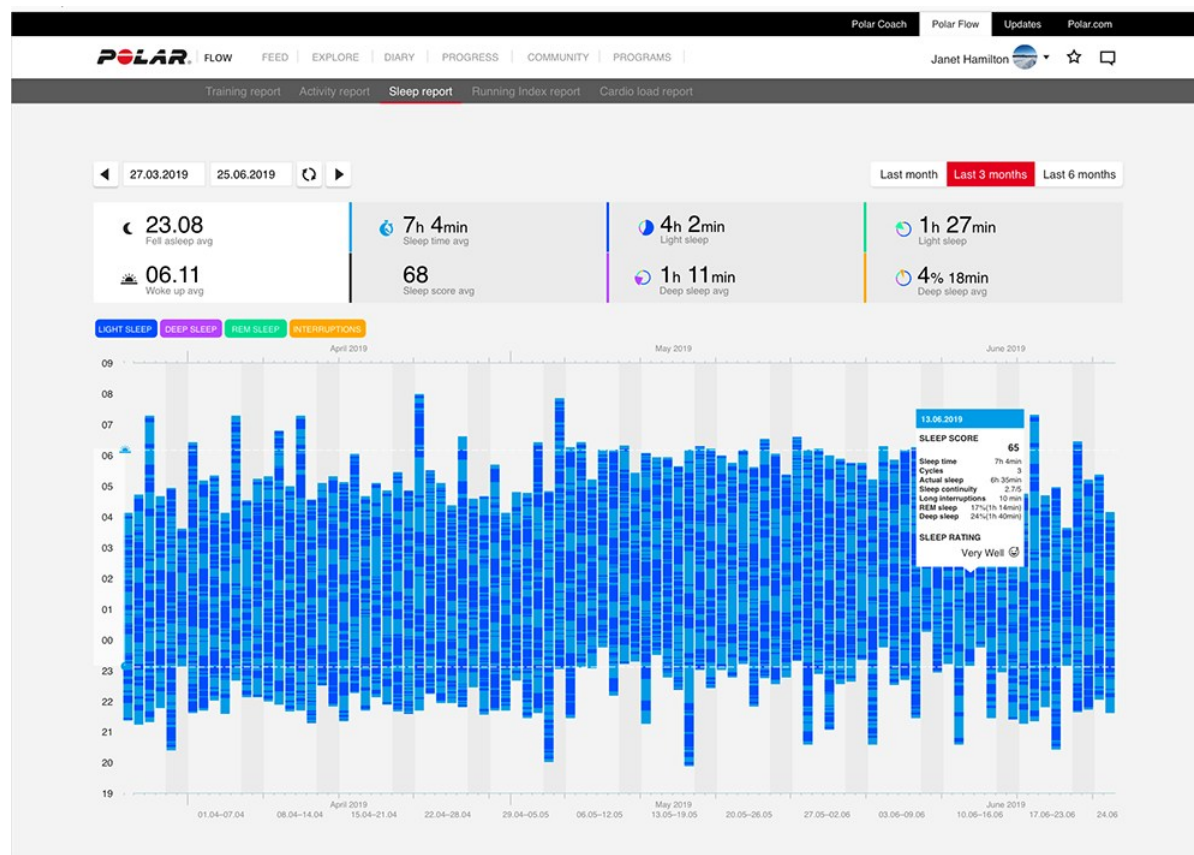 Polar Coach Polar Flow Updates Polar.com
POLAR. FLOW FEED EXPLORE DIARY PROGRESS COMMUNITY PROGRAMS Janet Hamilton
Training report Activity report Sleep report Running Index report Cardio load report
27.03.2019 25.06.2019 Last month Last 3 months Last 6 months
23.08 7h 4min 4h 2min 1h 27min
Fell asleep avg Sleep time avg Light sleep Light sleep
06.11 68 1h 11min 4% 18min
Woke up avg Sleep score avg Deep sleep avg Deep sleep avg
LIGHT SLEEP DEEP SLEEP REM SLEEP INTERRUPTIONS
April 2019 May 2019 June 2019
09
08
07
06
05
04
03
02
01
00
23
22
21
20
19
13.06.2019
SLEEP SCORE
65
Sleep time 7h 4min
Cycles 3
Actual sleep 6h 35min
Sleep continuity 2.7/5
Long interruptions 10 min
REM sleep 17%(1h 14min)
Deep sleep 24%(1h 40min)
SLEEP RATING
Very Well
April 2019 May 2019 June 2019
01.04–07.04 08.04–14.04 15.04–21.04 22.04–28.04 29.04–05.05 06.05–12.05 13.05–19.05 20.05–26.05 27.05–02.06 03.06–09.06 10.06–16.06 17.06–23.06 24.06